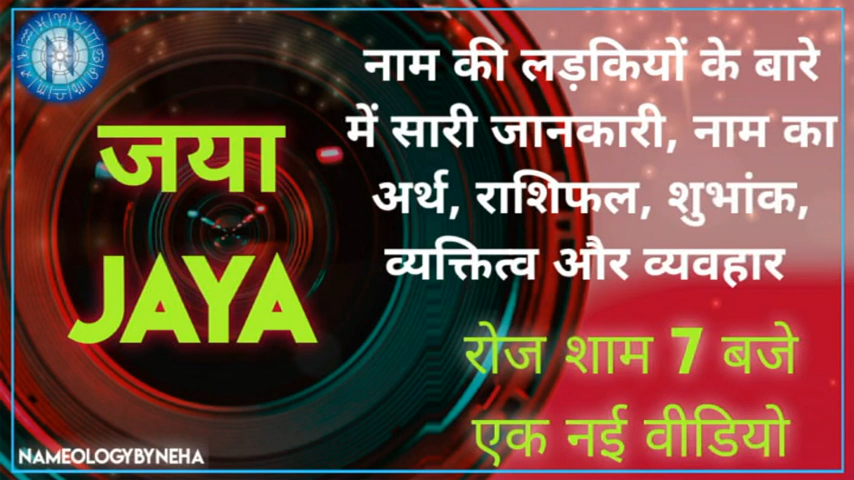 जया
JAYA
नाम की लड़कियों के बारे
में सारी जानकारी, नाम का
अर्थ, राशिफल, शुभांक,
व्यक्तित्व और व्यवहार
रोज शाम 7 बजे
एक नई वीडियो
NAMEOLOGYBYNEHA
N